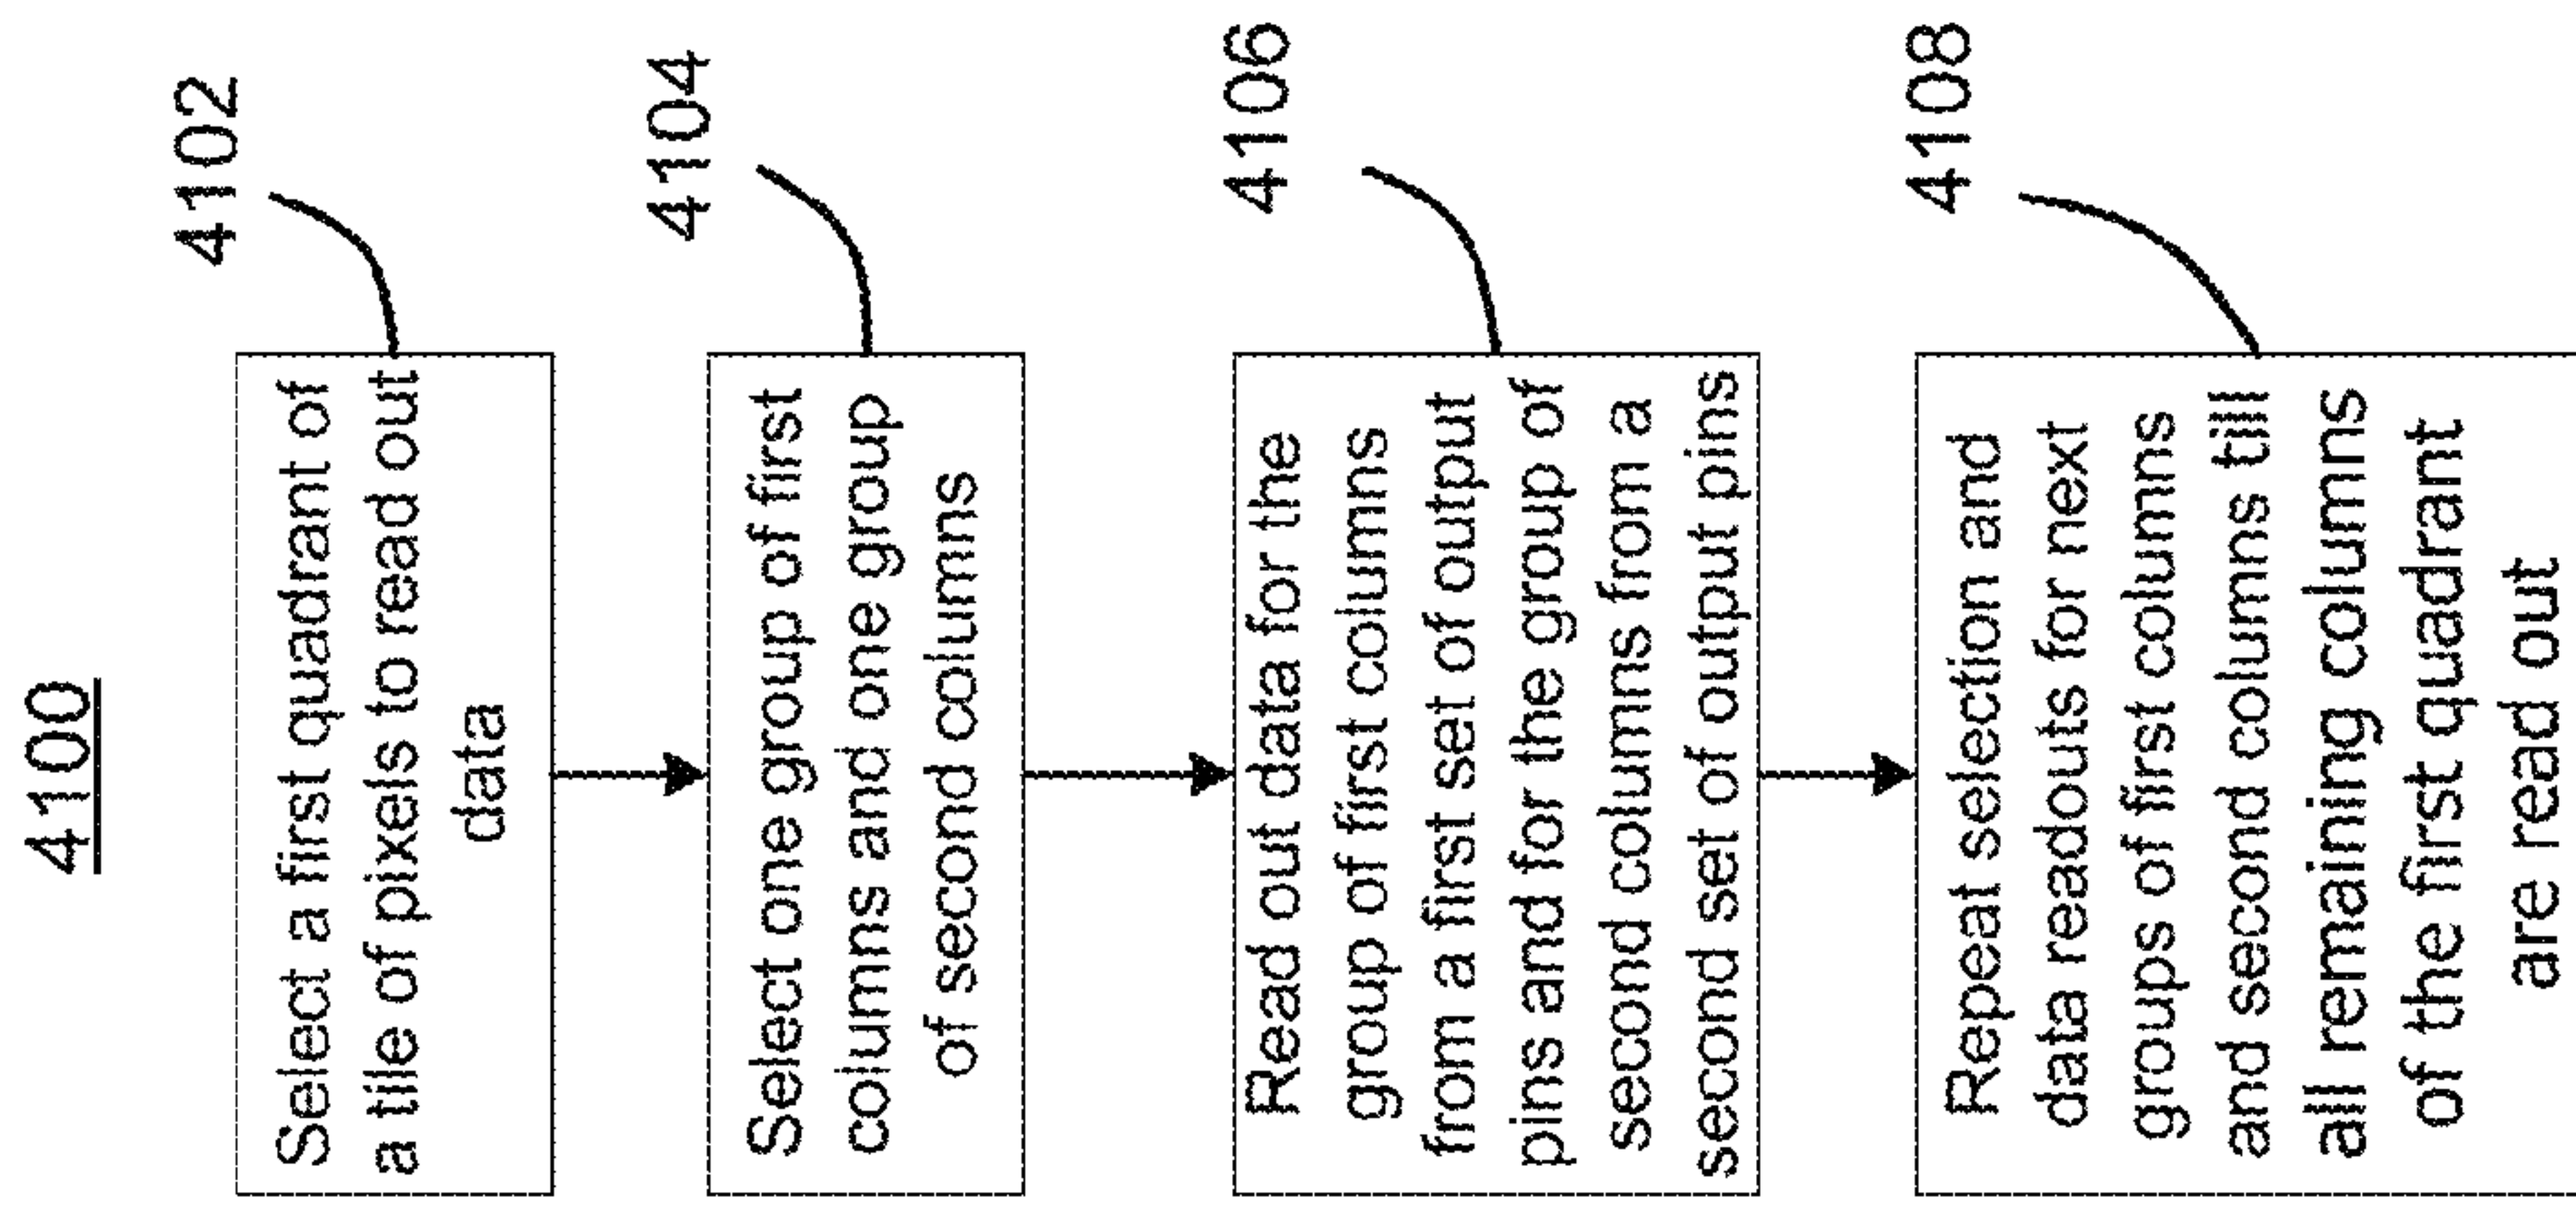 4100
4102
Select a first quadrant of
a tile of pixels to read out
data
4104
Select one group of first
columns and one group
of second columns
4106
Read out data for the
group of first columns
from a first set of output
pins and for the group of
second columns from a
second set of output pins
4108
Repeat selection and
data readouts for next
groups of first columns
and second columns till
all remaining columns
of the first quadrant
are read out